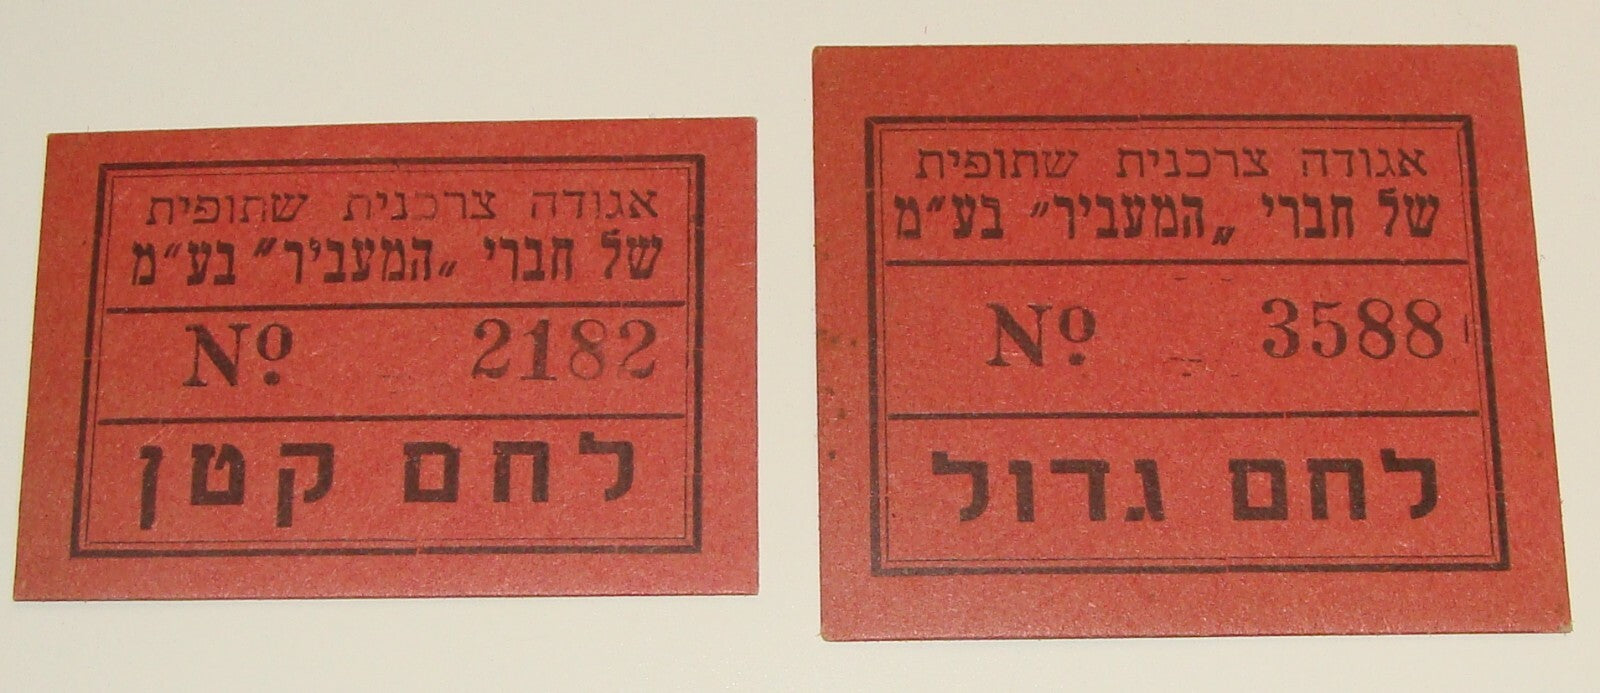 אגודה צרכנית שתופית
של חברי „המעביר” בע״מ
Nº 2182
לחם קטן
אגודה צרכנית שתופית
של חברי „המעביר” בע״מ
Nº 3588
לחם גדול